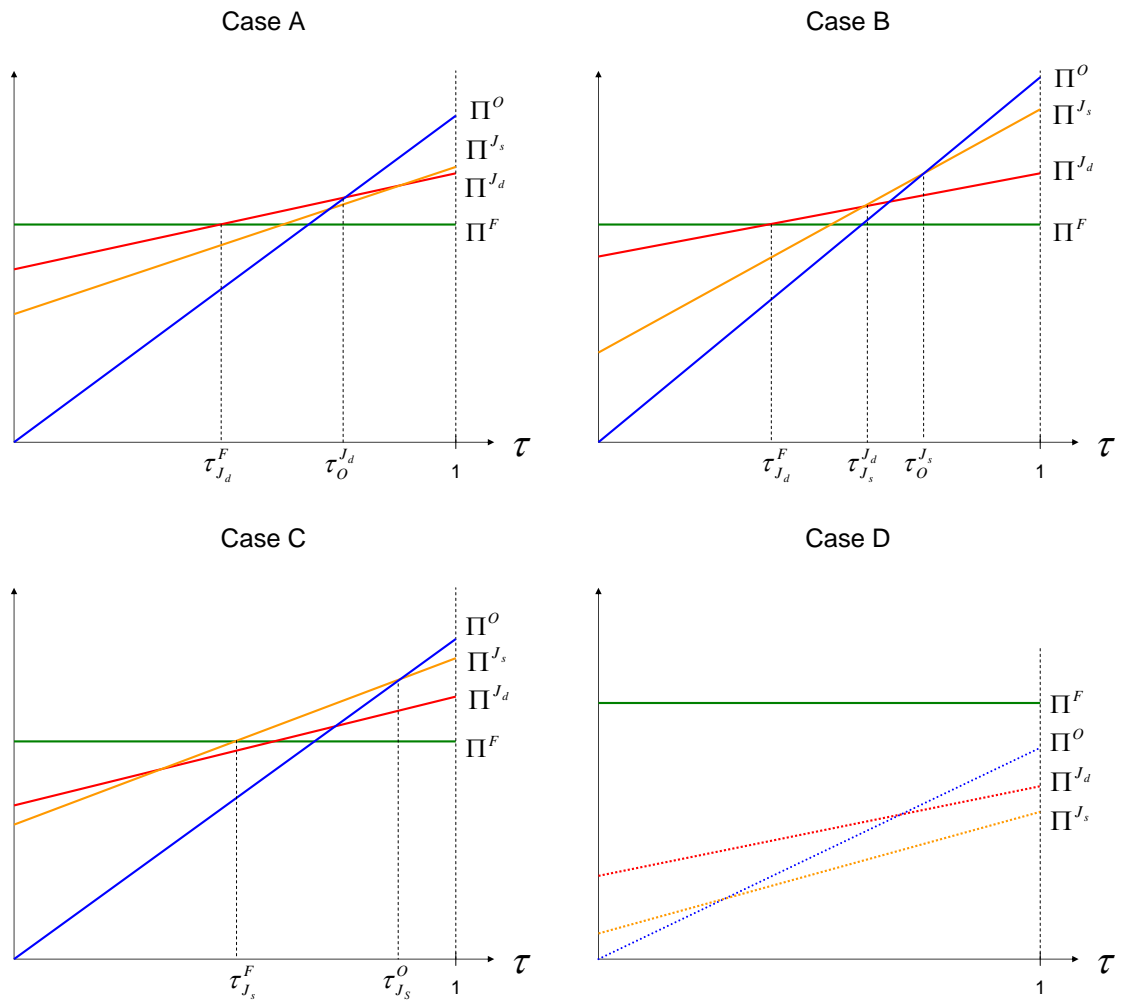 Case A
Π^O
Π^{J_s}
Π^{J_d}
Π^F
τ^F_{J_d}
τ^{J_d}_O
1
τ
Case B
Π^O
Π^{J_s}
Π^{J_d}
Π^F
τ^F_{J_d}
τ^{J_d}_{J_s}
τ^{J_s}_O
1
τ
Case C
Π^O
Π^{J_s}
Π^{J_d}
Π^F
τ^F_{J_s}
τ^O_{J_S}
1
τ
Case D
Π^F
Π^O
Π^{J_d}
Π^{J_s}
1
τ